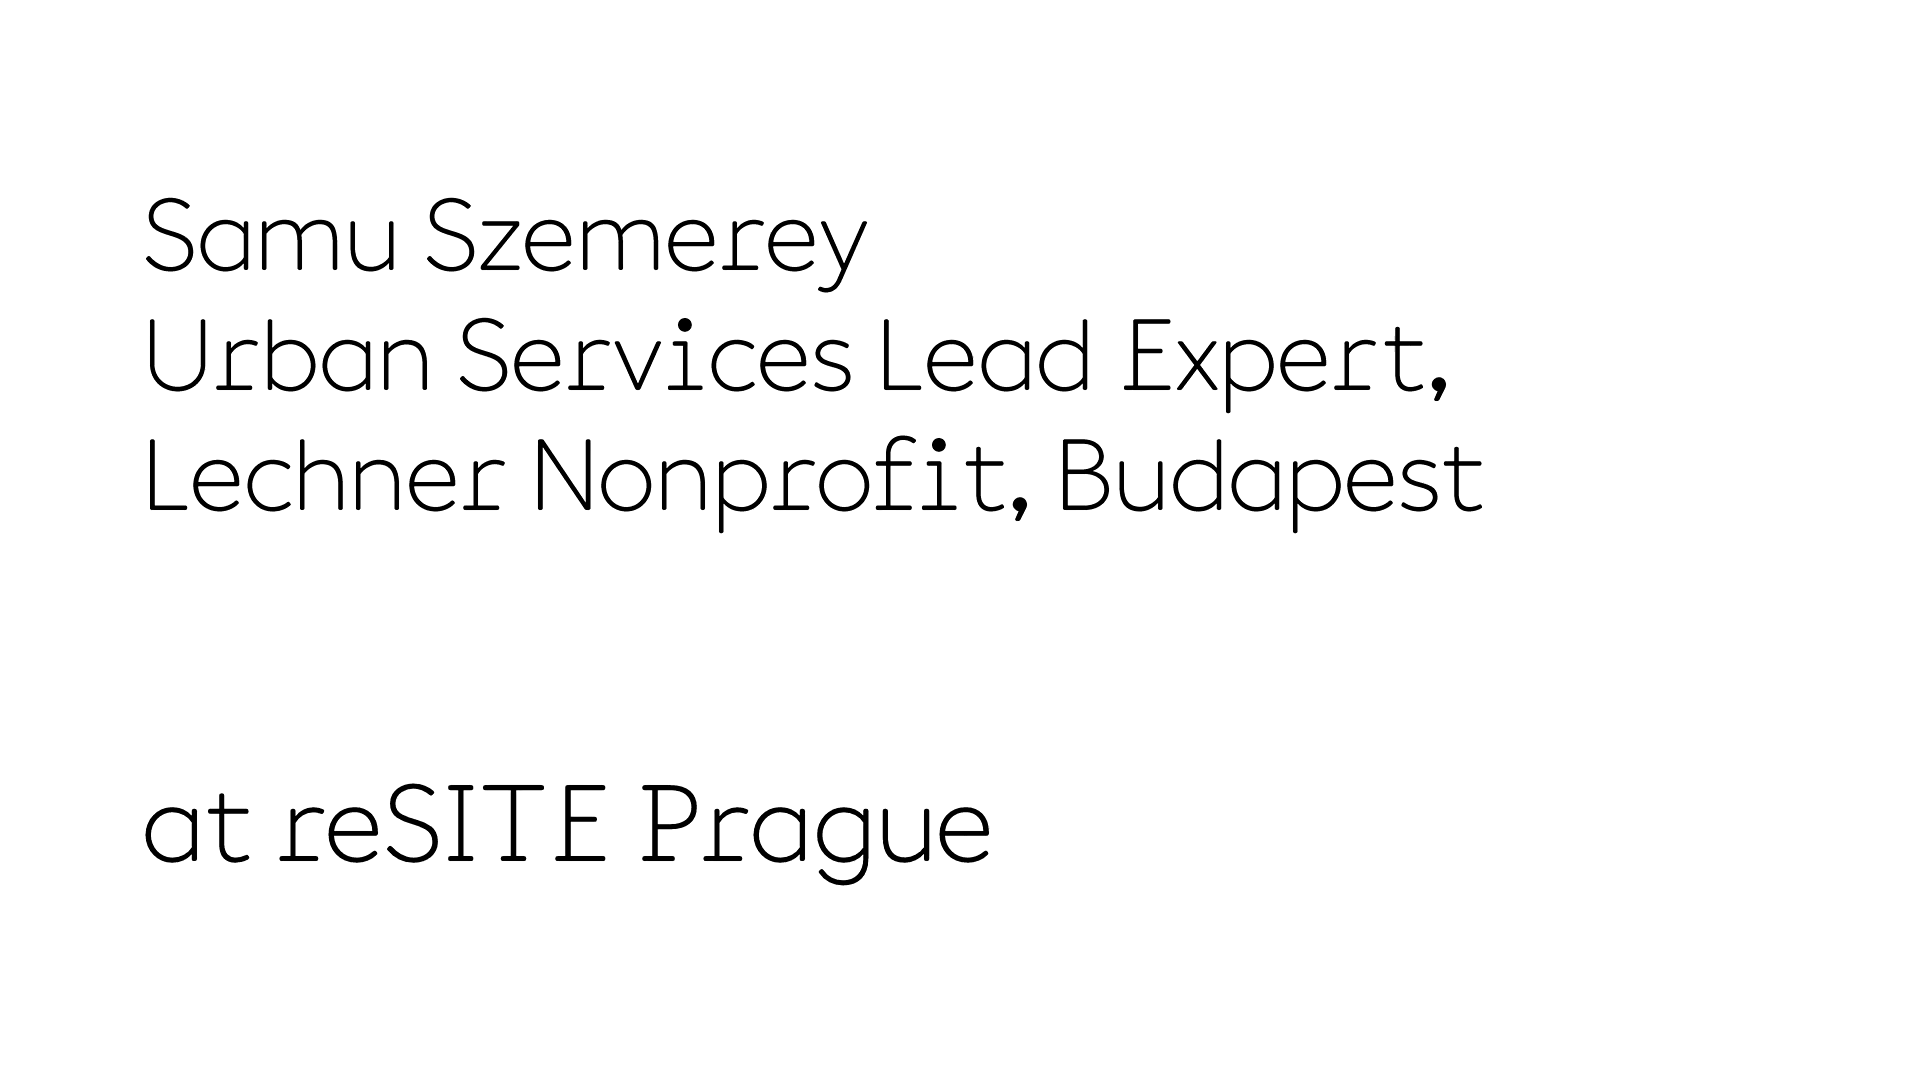 Samu Szemerey
Urban Services Lead Expert,
Lechner Nonprofit, Budapest
at reSITE Prague